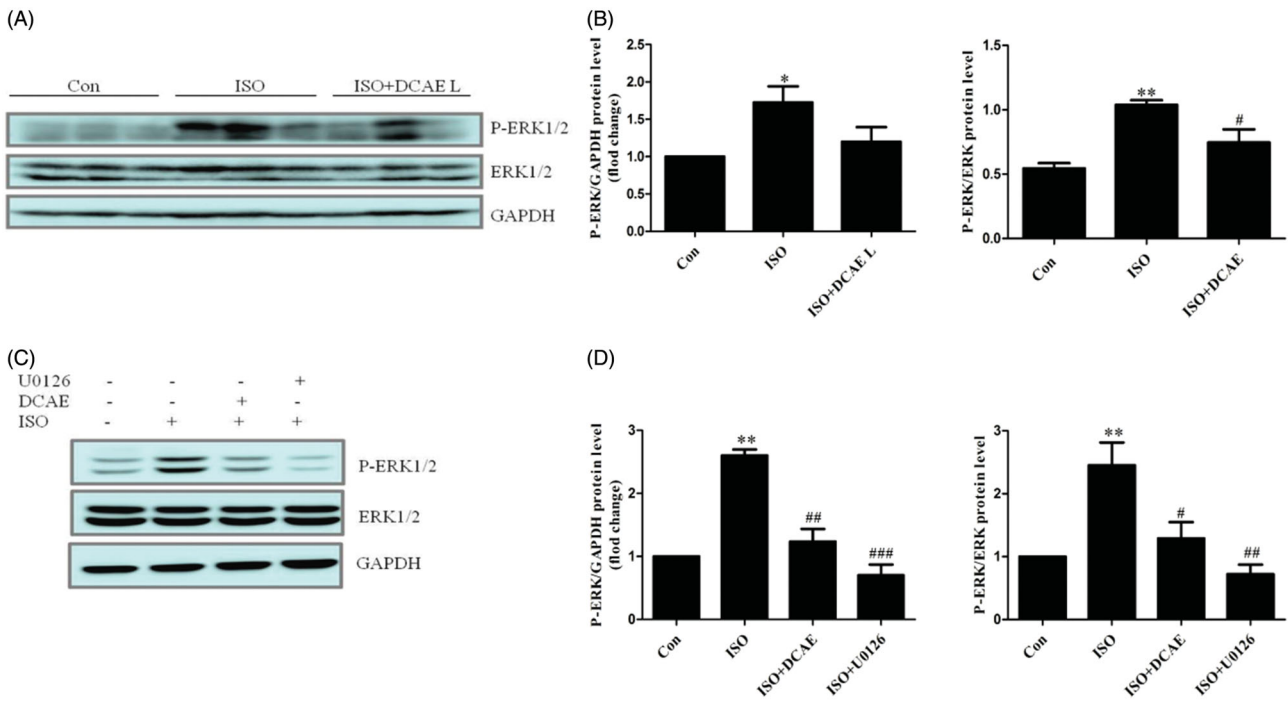 (A)
Con ISO ISO+DCAE L
P-ERK1/2
ERK1/2
GAPDH
(B)
P-ERK/GAPDH protein level
(flod change)
2.5
2.0
1.5
1.0
0.5
0.0
*
Con ISO ISO+DCAE L
P-ERK/ERK protein level
1.5
1.0
0.5
0.0
**
#
Con ISO ISO+DCAE
(C)
U0126 - - - +
DCAE - - + -
ISO - + + +
P-ERK1/2
ERK1/2
GAPDH
(D)
P-ERK/GAPDH protein level
(flod change)
3
2
1
0
**
##
###
Con ISO ISO+DCAE ISO+U0126
P-ERK/ERK protein level
3
2
1
0
**
#
##
Con ISO ISO+DCAE ISO+U0126